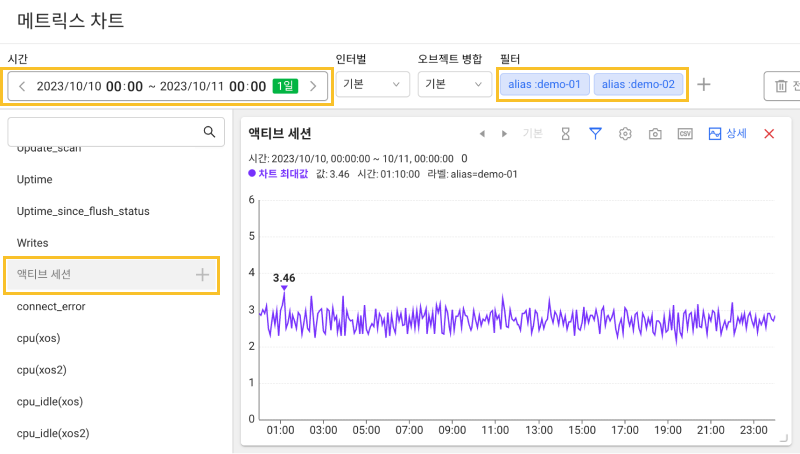 메트릭스 차트
시간 인터벌 오브젝트 병합 필터
2023/10/10 00:00 ~ 2023/10/11 00:00 1일 기본 기본 alias :demo-01 alias :demo-02
Update_scan
Uptime
Uptime_since_flush_status
Writes
액티브 세션
connect_error
cpu(xos)
cpu(xos2)
cpu_idle(xos)
cpu_idle(xos2)
액티브 세션 기본 CSV 상세
시간: 2023/10/10, 00:00:00 ~ 10/11, 00:00:00 0
차트 최대값 값: 3.46 시간: 01:10:00 라벨: alias=demo-01
6
5
4
3.46
3
2
1
0
01:00 03:00 05:00 07:00 09:00 11:00 13:00 15:00 17:00 19:00 21:00 23:00